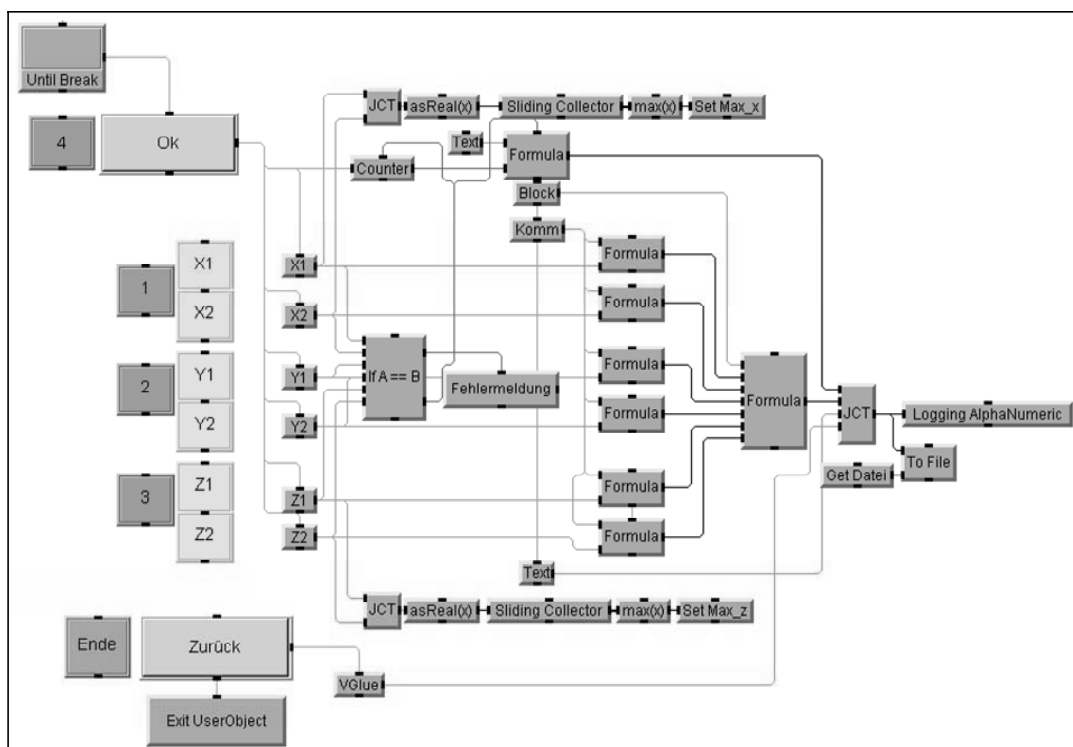 Until Break
4
Ok
JCT
asReal(x)
Sliding Collector
max(x)
Set Max_x
Text
Formula
Counter
Block
Komm
X1
X2
1
X1
X2
Formula
Formula
2
Y1
Y2
Y1
Y2
If A == B
Fehlermeldung
Formula
Formula
Formula
JCT
Logging AlphaNumeric
Get Datei
To File
3
Z1
Z2
Z1
Z2
Formula
Formula
Text
JCT
asReal(x)
Sliding Collector
max(x)
Set Max_z
Ende
Zurück
VGlue
Exit UserObject